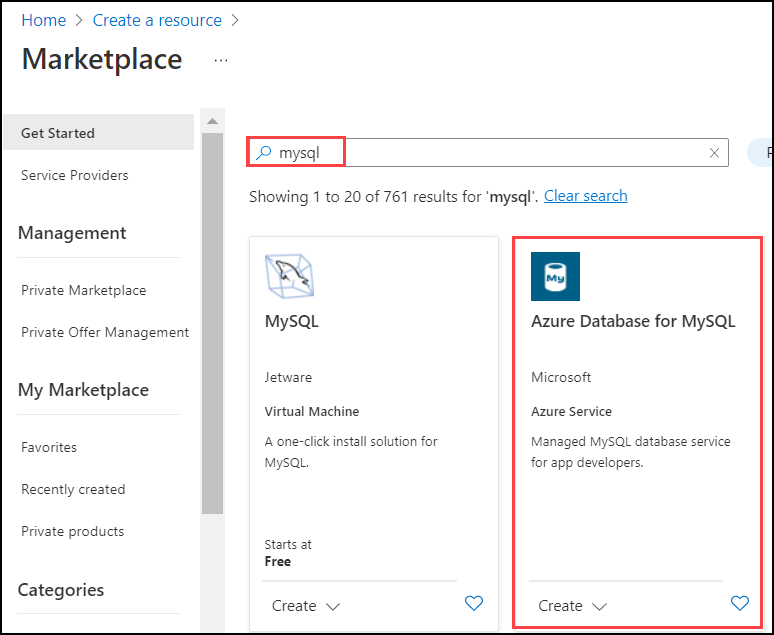 Home > Create a resource >
Marketplace ...
Get Started
Service Providers
Management
Private Marketplace
Private Offer Management
My Marketplace
Favorites
Recently created
Private products
Categories
mysql
P
Showing 1 to 20 of 761 results for 'mysql'. Clear search
MySQL
Jetware
Virtual Machine
A one-click install solution for
MySQL.
Starts at
Free
Create
My
Azure Database for MySQL
Microsoft
Azure Service
Managed MySQL database service
for app developers.
Create